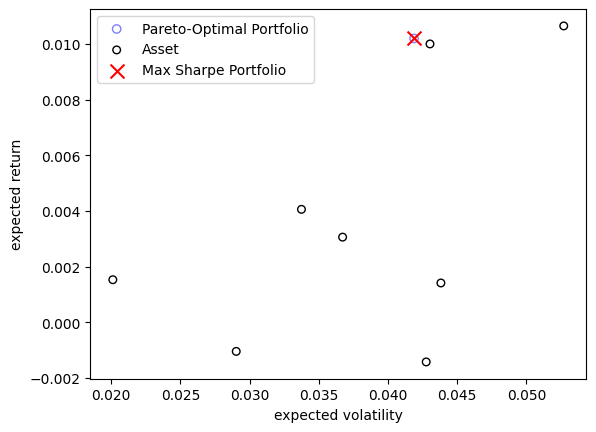 Pareto-Optimal Portfolio
Asset
Max Sharpe Portfolio
expected return
0.010
0.008
0.006
0.004
0.002
0.000
−0.002
0.020 0.025 0.030 0.035 0.040 0.045 0.050
expected volatility